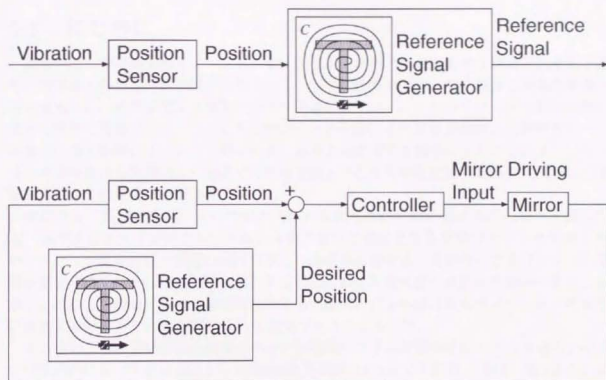 C
Reference
Signal
Vibration
Position
Sensor
Position
Reference
Signal
Generator
Vibration
Position
Sensor
Position
+
Controller
Mirror Driving
Input
Mirror
C
Reference
Signal
Generator
Desired
Position